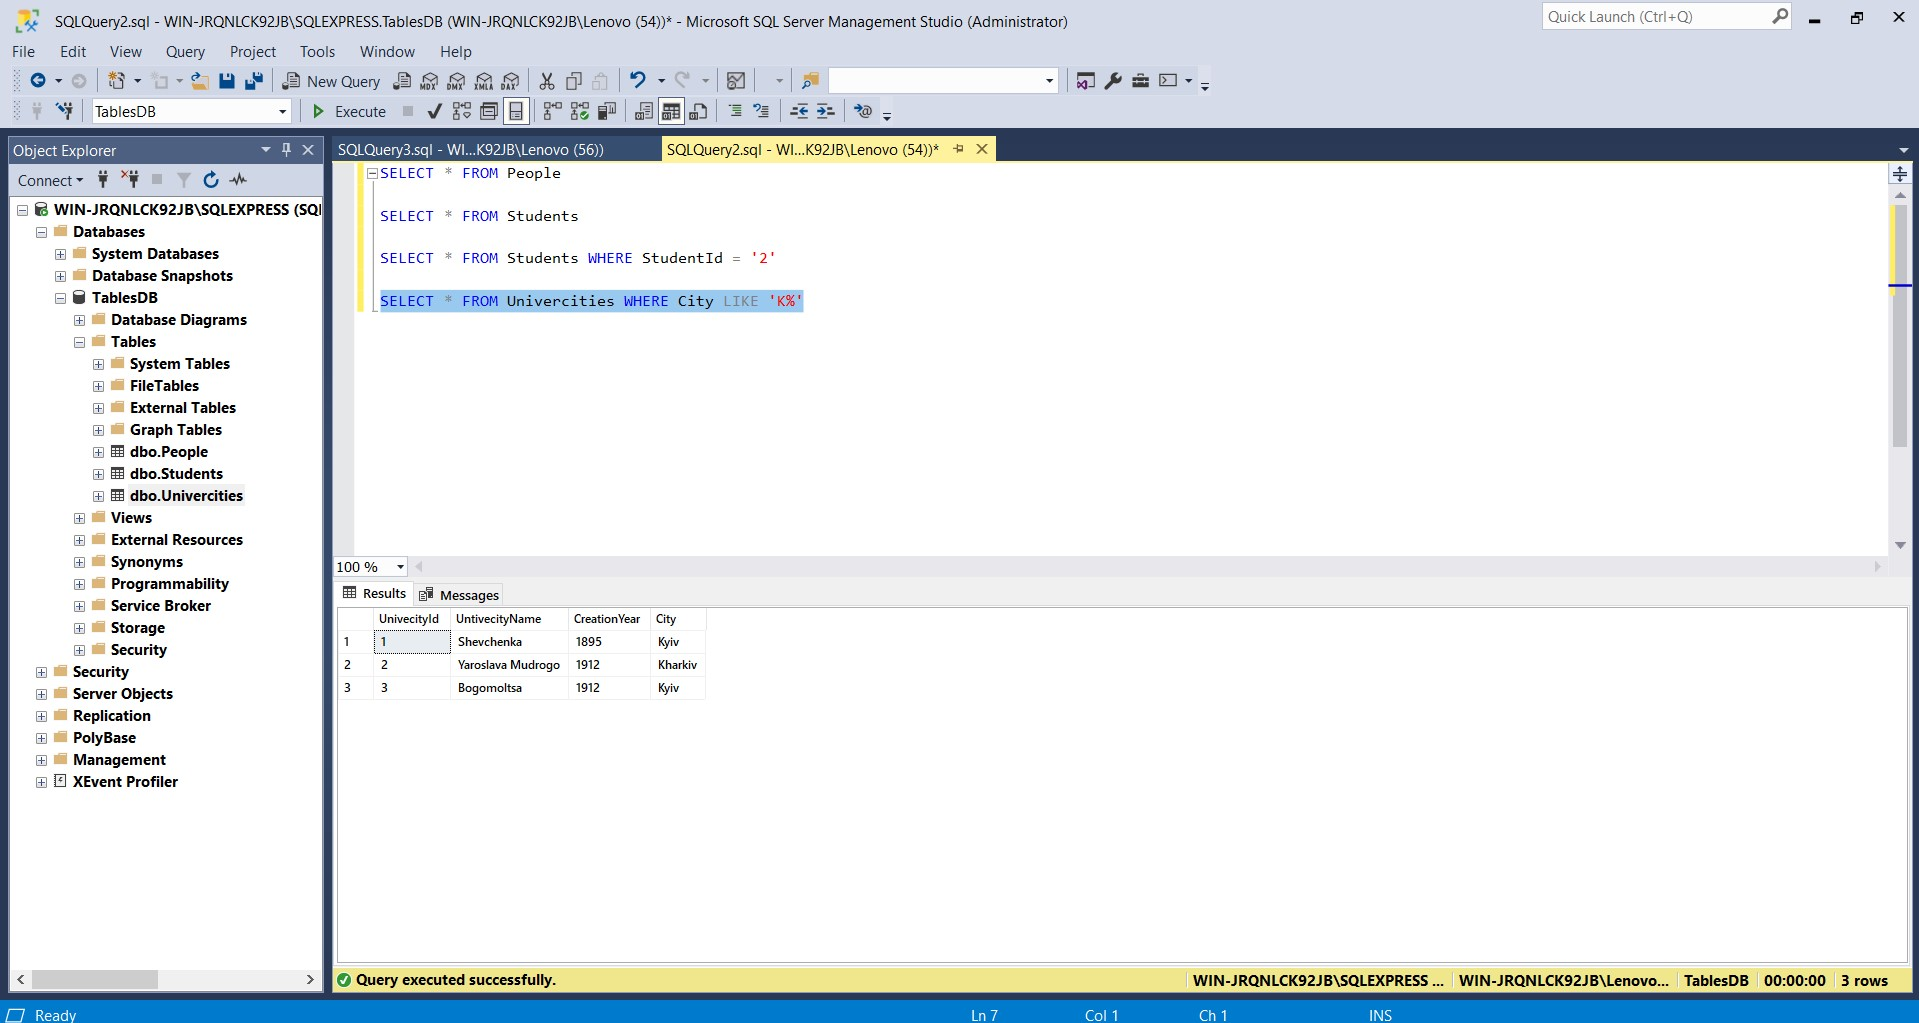 SQLQuery2.sql - WIN-JRQNLCK92JB\SQLEXPRESS.TablesDB (WIN-JRQNLCK92JB\Lenovo (54))* - Microsoft SQL Server Management Studio (Administrator)
Quick Launch (Ctrl+Q)
File Edit View Query Project Tools Window Help
New Query MDX DMX XMLA DAX
TablesDB Execute
Object Explorer
Connect
WIN-JRQNLCK92JB\SQLEXPRESS (SQl
Databases
System Databases
Database Snapshots
TablesDB
Database Diagrams
Tables
System Tables
FileTables
External Tables
Graph Tables
dbo.People
dbo.Students
dbo.Univercities
Views
External Resources
Synonyms
Programmability
Service Broker
Storage
Security
Security
Server Objects
Replication
PolyBase
Management
XEvent Profiler
SQLQuery3.sql - WI...K92JB\Lenovo (56))
SQLQuery2.sql - WI...K92JB\Lenovo (54))*
SELECT * FROM People
SELECT * FROM Students
SELECT * FROM Students WHERE StudentId = '2'
SELECT * FROM Univercities WHERE City LIKE 'K%'
100 %
Results Messages
UnivecityId UntivecityName CreationYear City
1 1 Shevchenka 1895 Kyiv
2 2 Yaroslava Mudrogo 1912 Kharkiv
3 3 Bogomoltsa 1912 Kyiv
Query executed successfully.
WIN-JRQNLCK92JB\SQLEXPRESS ... WIN-JRQNLCK92JB\Lenovo... TablesDB 00:00:00 3 rows
Ready Ln 7 Col 1 Ch 1 INS